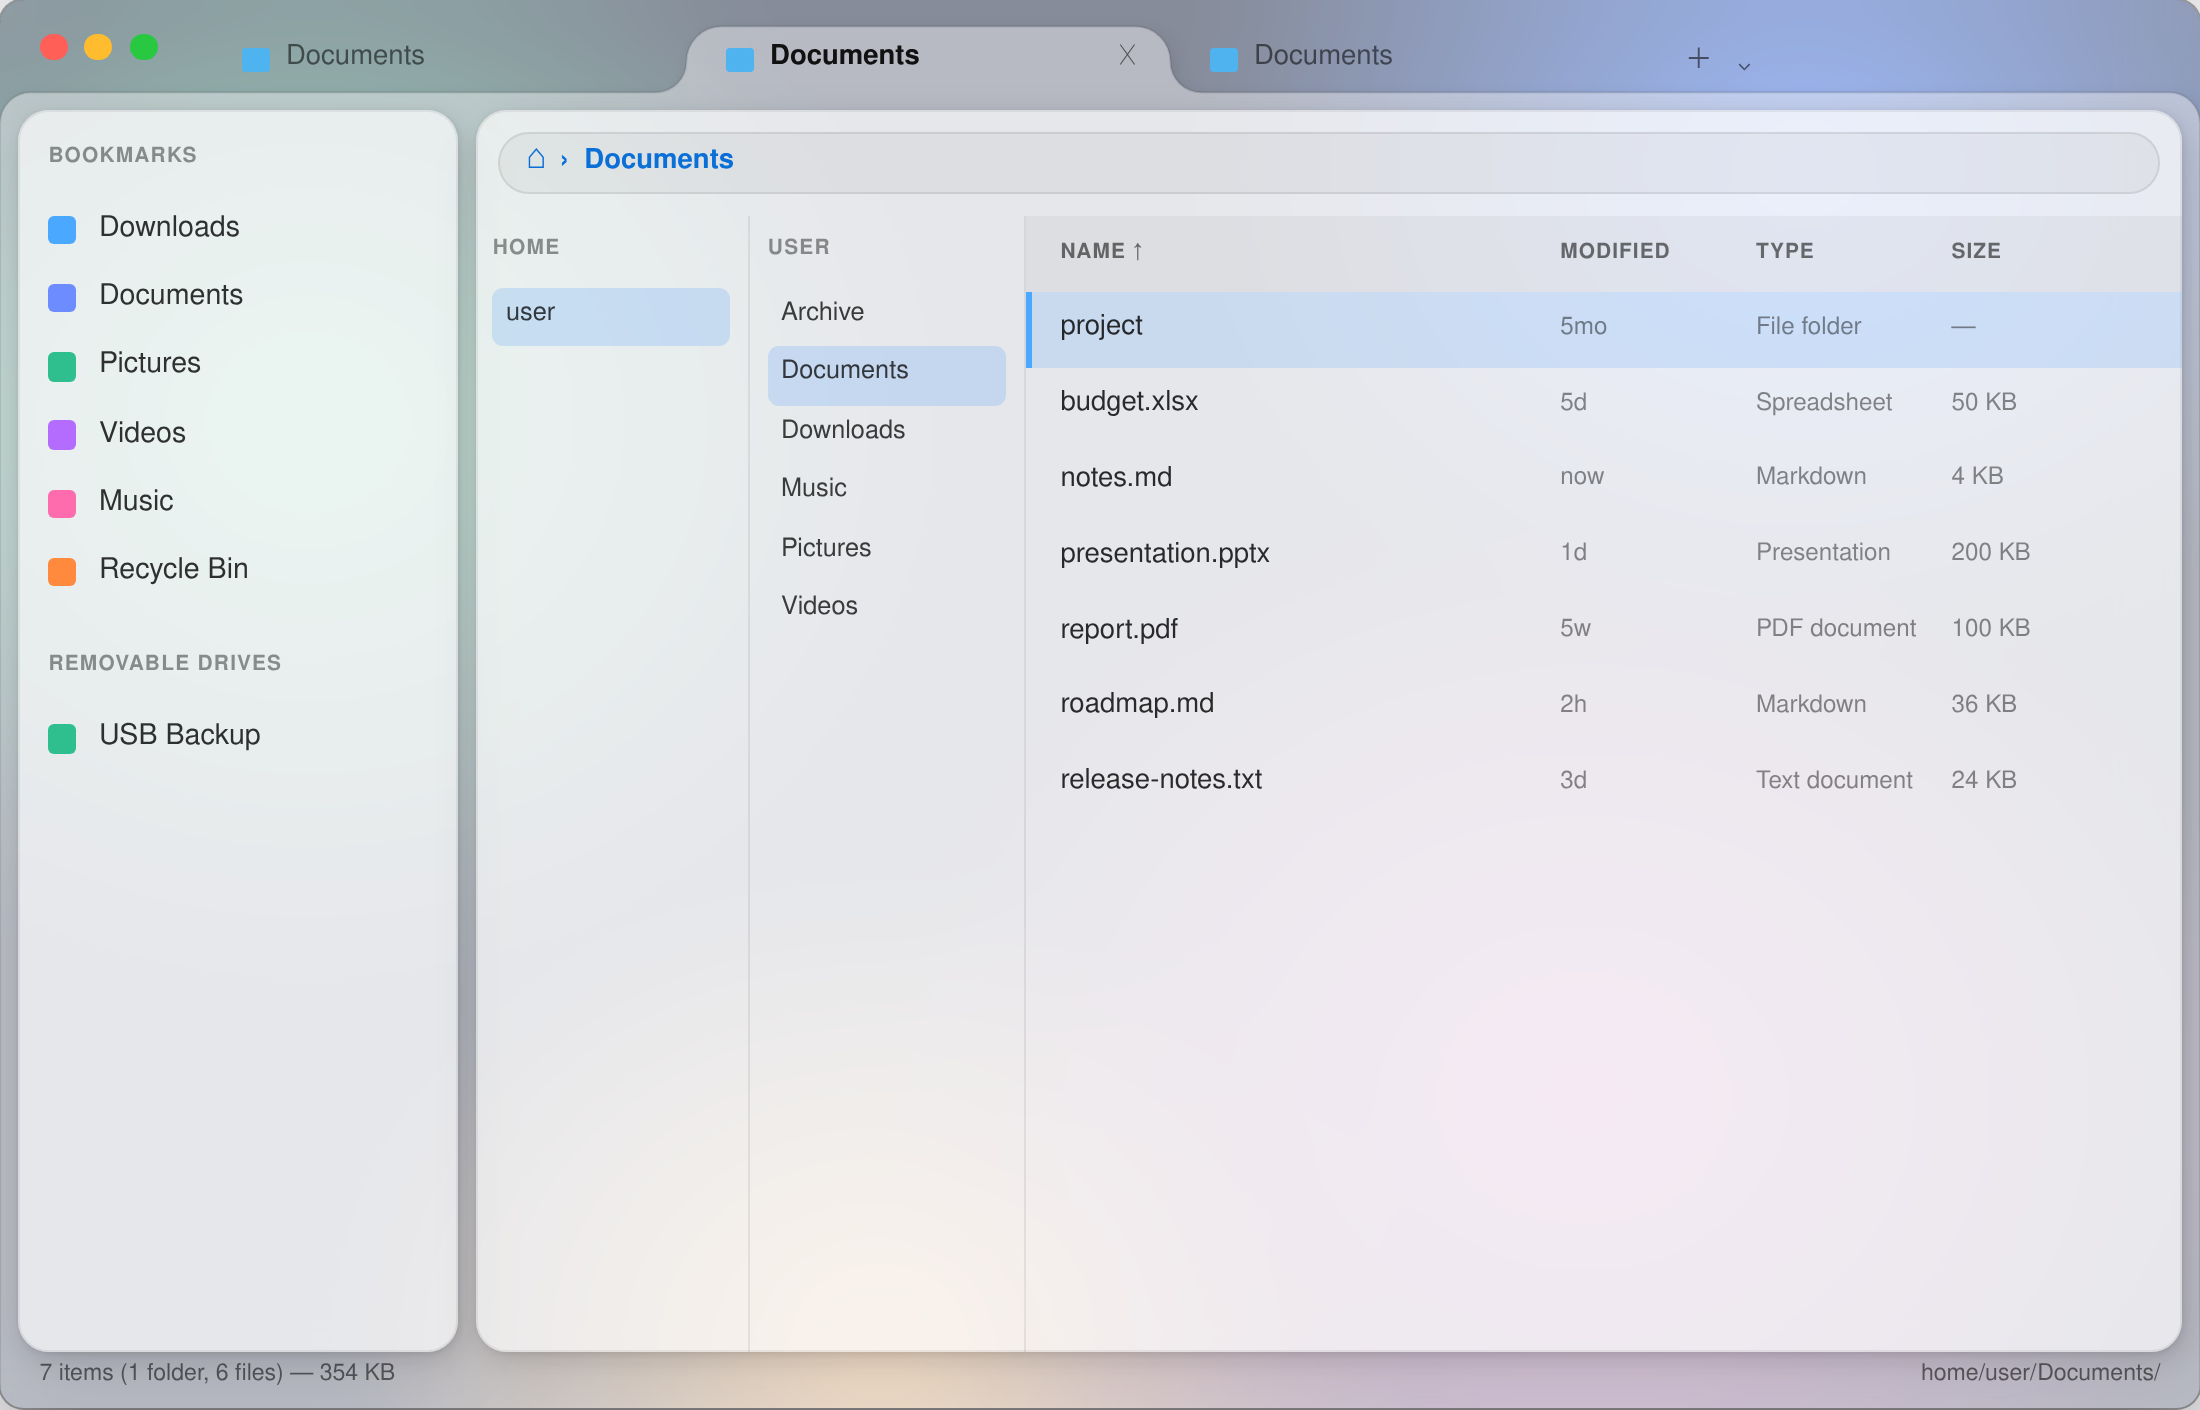 Documents
Documents X
Documents + ⌄
BOOKMARKS
Downloads
Documents
Pictures
Videos
Music
Recycle Bin
REMOVABLE DRIVES
USB Backup
⌂ › Documents
HOME
user
USER
Archive
Documents
Downloads
Music
Pictures
Videos
NAME ↑ MODIFIED TYPE SIZE
project 5mo File folder —
budget.xlsx 5d Spreadsheet 50 KB
notes.md now Markdown 4 KB
presentation.pptx 1d Presentation 200 KB
report.pdf 5w PDF document 100 KB
roadmap.md 2h Markdown 36 KB
release-notes.txt 3d Text document 24 KB
7 items (1 folder, 6 files) — 354 KB
home/user/Documents/